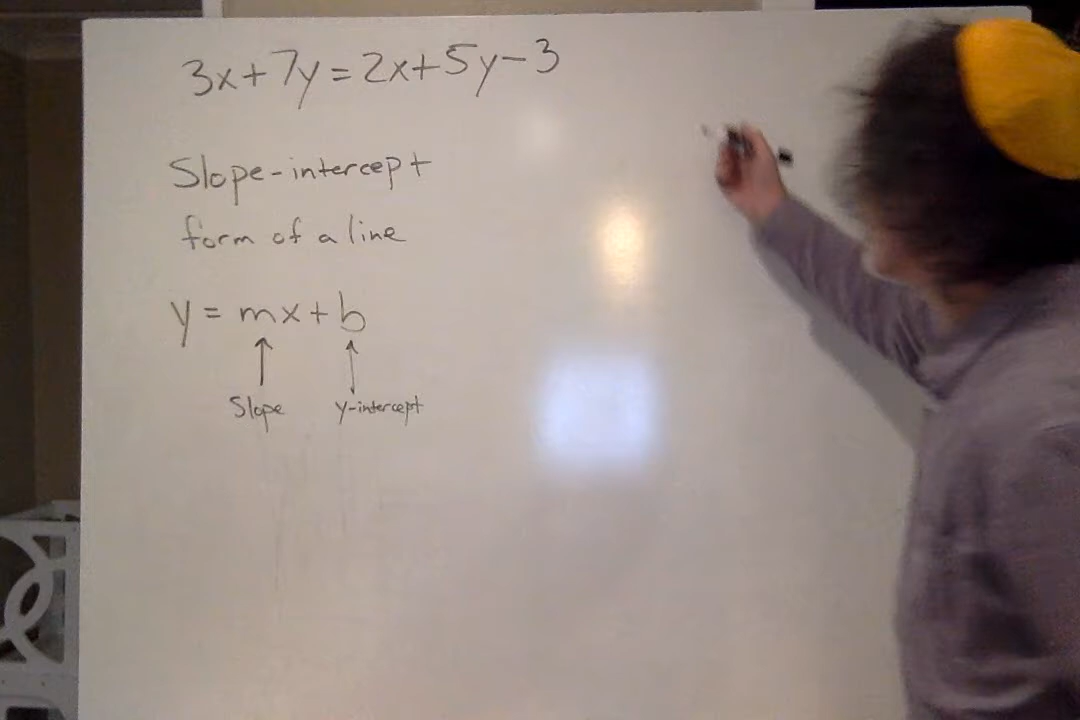 3x+7y=2x+5y-3
Slope-intercept
form of a line
y = mx+b
Slope y-intercept